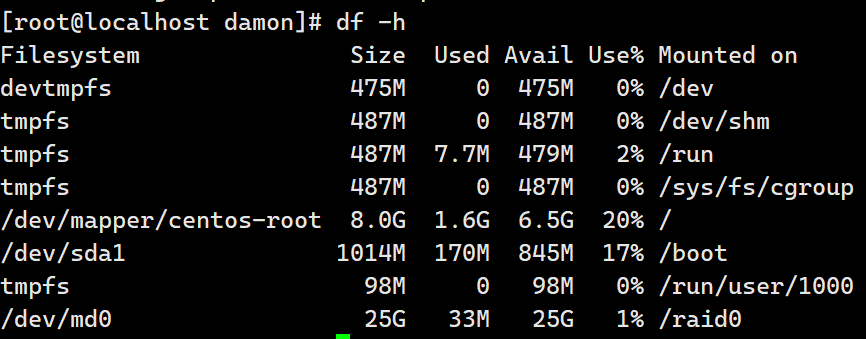 [root@localhost damon]# df -h
Filesystem Size Used Avail Use% Mounted on
devtmpfs 475M 0 475M 0% /dev
tmpfs 487M 0 487M 0% /dev/shm
tmpfs 487M 7.7M 479M 2% /run
tmpfs 487M 0 487M 0% /sys/fs/cgroup
/dev/mapper/centos-root 8.0G 1.6G 6.5G 20% /
/dev/sda1 1014M 170M 845M 17% /boot
tmpfs 98M 0 98M 0% /run/user/1000
/dev/md0 25G 33M 25G 1% /raid0